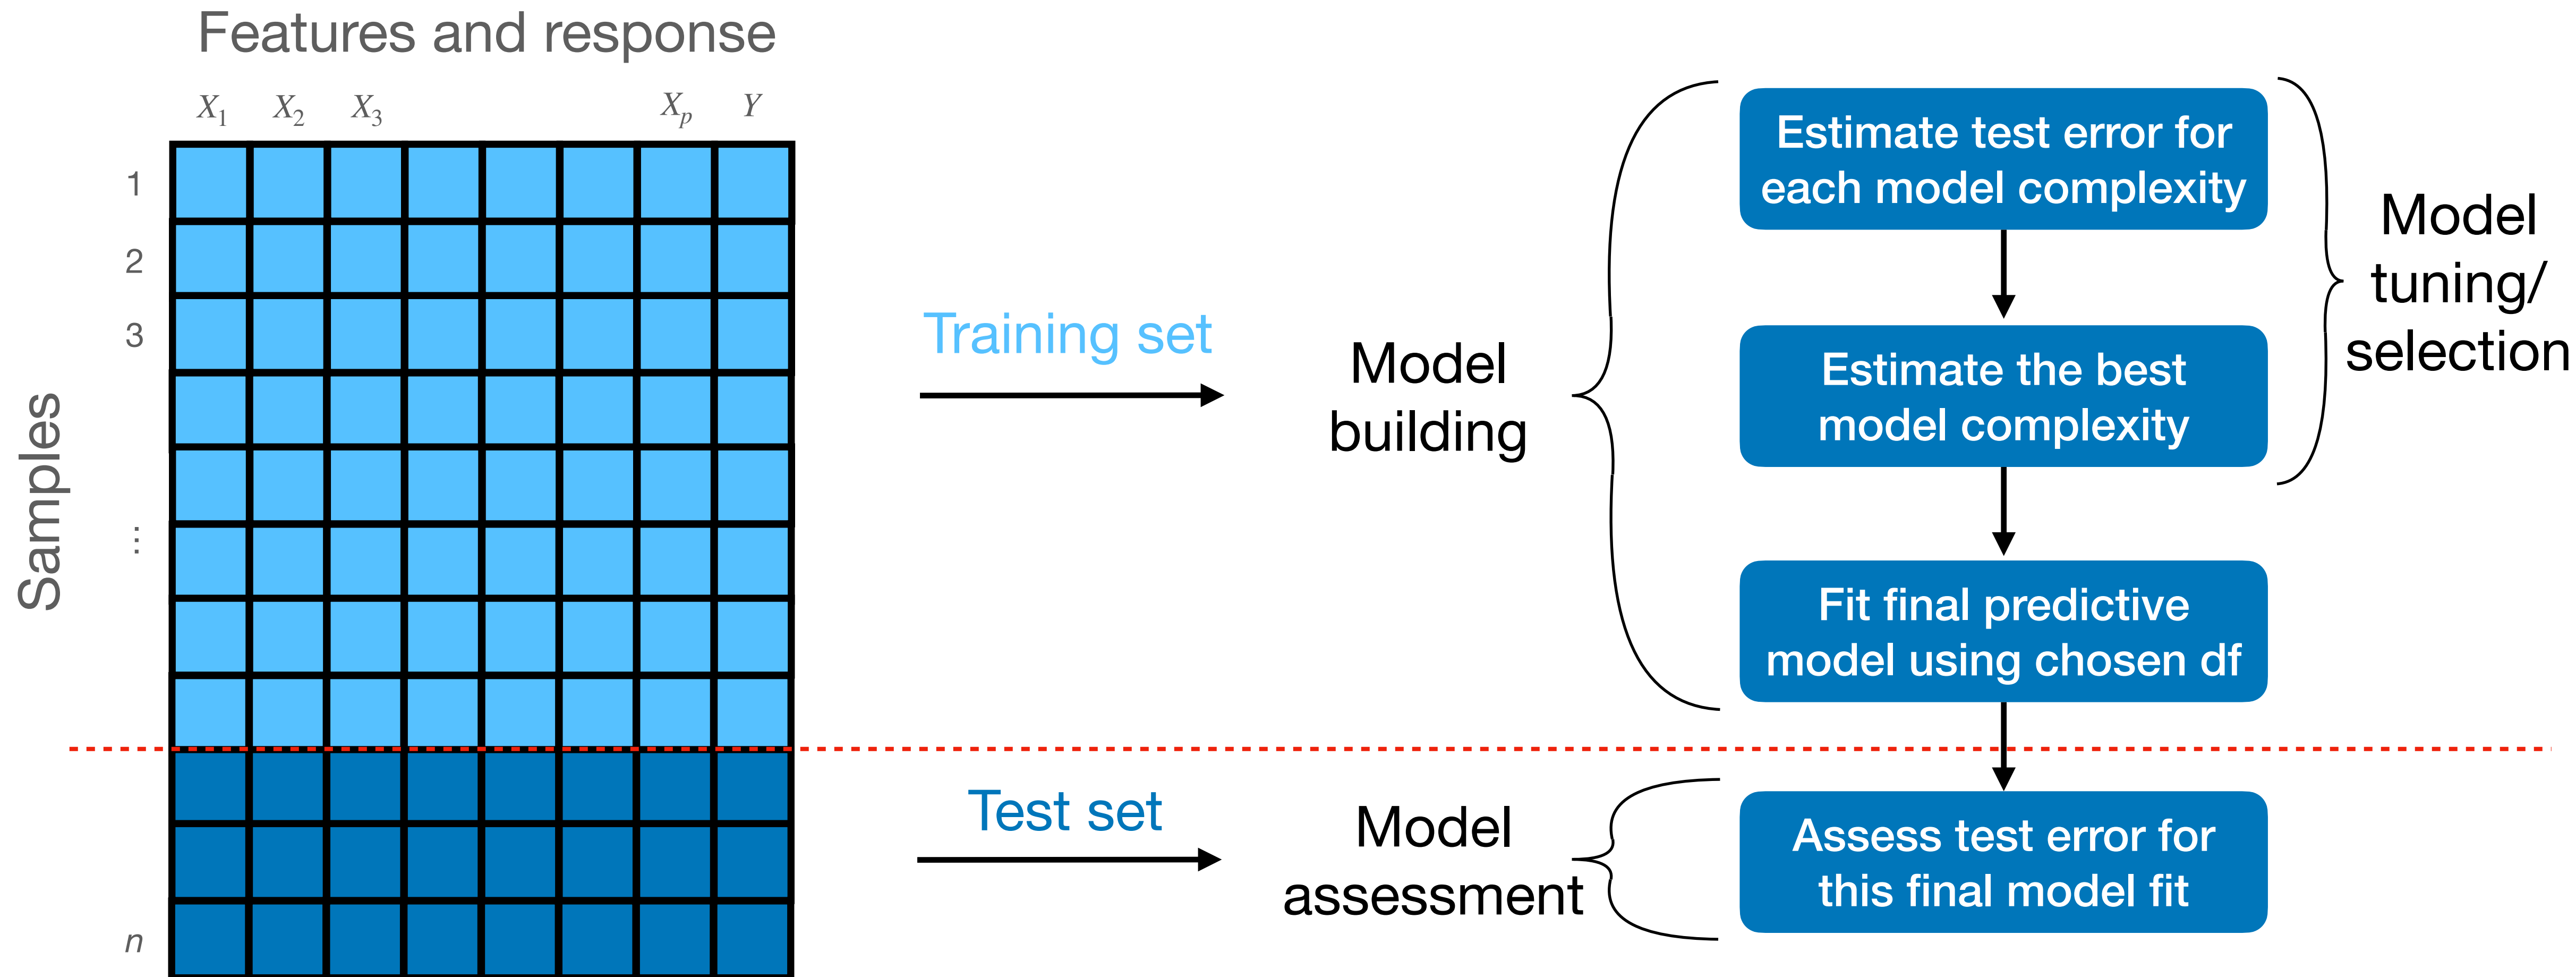 Features and response
X₁ X₂ X₃ Xₚ Y
Samples
1
2
3
⋮
n
Training set
Model
building
Estimate test error for
each model complexity
Estimate the best
model complexity
Fit final predictive
model using chosen df
Model
tuning/
selection
Test set
Model
assessment
Assess test error for
this final model fit